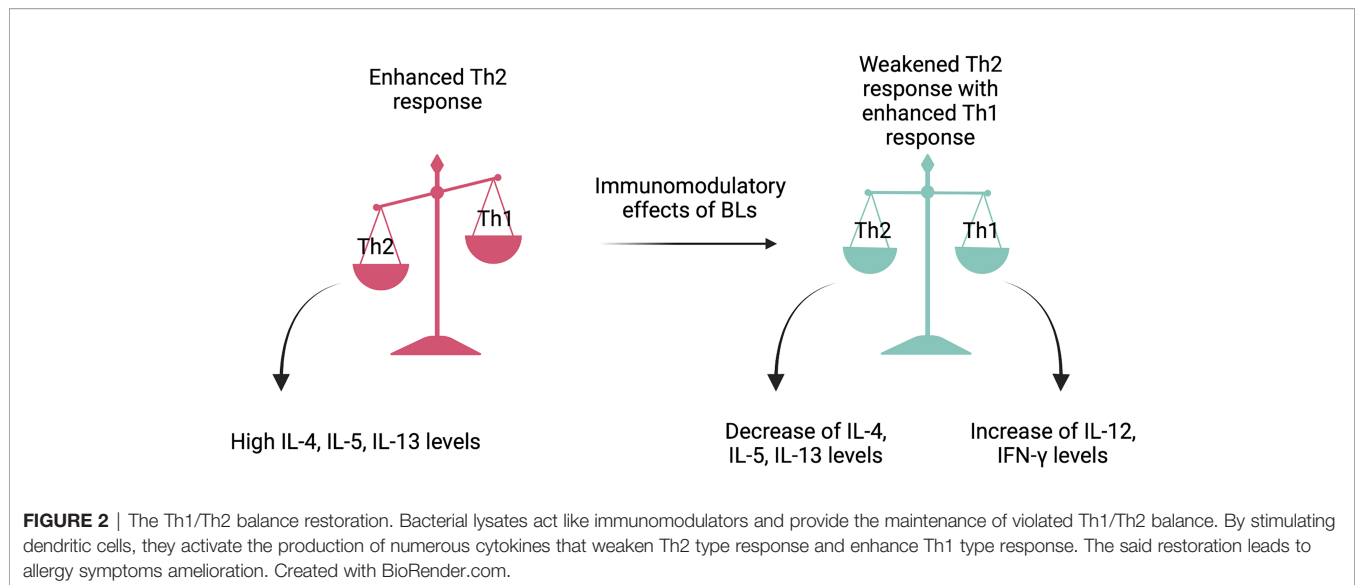 Enhanced Th2
response
Weakened Th2
response with
enhanced Th1
response
Immunomodulatory
effects of BLs
Th2
Th1
Th2
Th1
High IL-4, IL-5, IL-13 levels
Decrease of IL-4,
IL-5, IL-13 levels
Increase of IL-12,
IFN-γ levels
FIGURE 2 | The Th1/Th2 balance restoration. Bacterial lysates act like immunomodulators and provide the maintenance of violated Th1/Th2 balance. By stimulating
dendritic cells, they activate the production of numerous cytokines that weaken Th2 type response and enhance Th1 type response. The said restoration leads to
allergy symptoms amelioration. Created with BioRender.com.